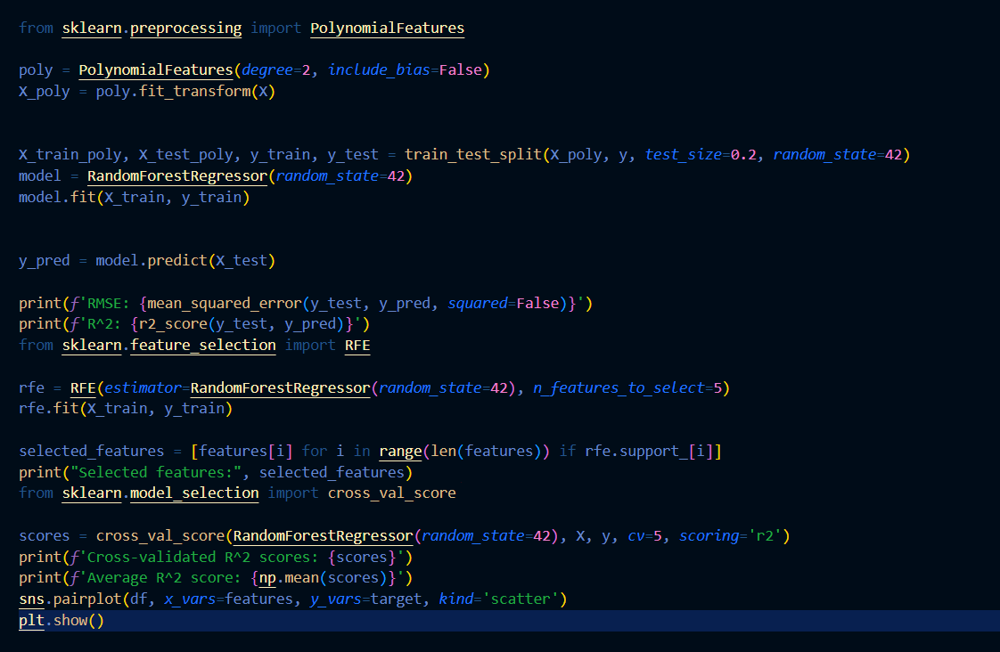 from sklearn.preprocessing import PolynomialFeatures
poly = PolynomialFeatures(degree=2, include_bias=False)
X_poly = poly.fit_transform(X)
X_train_poly, X_test_poly, y_train, y_test = train_test_split(X_poly, y, test_size=0.2, random_state=42)
model = RandomForestRegressor(random_state=42)
model.fit(X_train, y_train)
y_pred = model.predict(X_test)
print(f'RMSE: {mean_squared_error(y_test, y_pred, squared=False)}')
print(f'R^2: {r2_score(y_test, y_pred)}')
from sklearn.feature_selection import RFE
rfe = RFE(estimator=RandomForestRegressor(random_state=42), n_features_to_select=5)
rfe.fit(X_train, y_train)
selected_features = [features[i] for i in range(len(features)) if rfe.support_[i]]
print("Selected features:", selected_features)
from sklearn.model_selection import cross_val_score
scores = cross_val_score(RandomForestRegressor(random_state=42), X, y, cv=5, scoring='r2')
print(f'Cross-validated R^2 scores: {scores}')
print(f'Average R^2 score: {np.mean(scores)}')
sns.pairplot(df, x_vars=features, y_vars=target, kind='scatter')
plt.show()